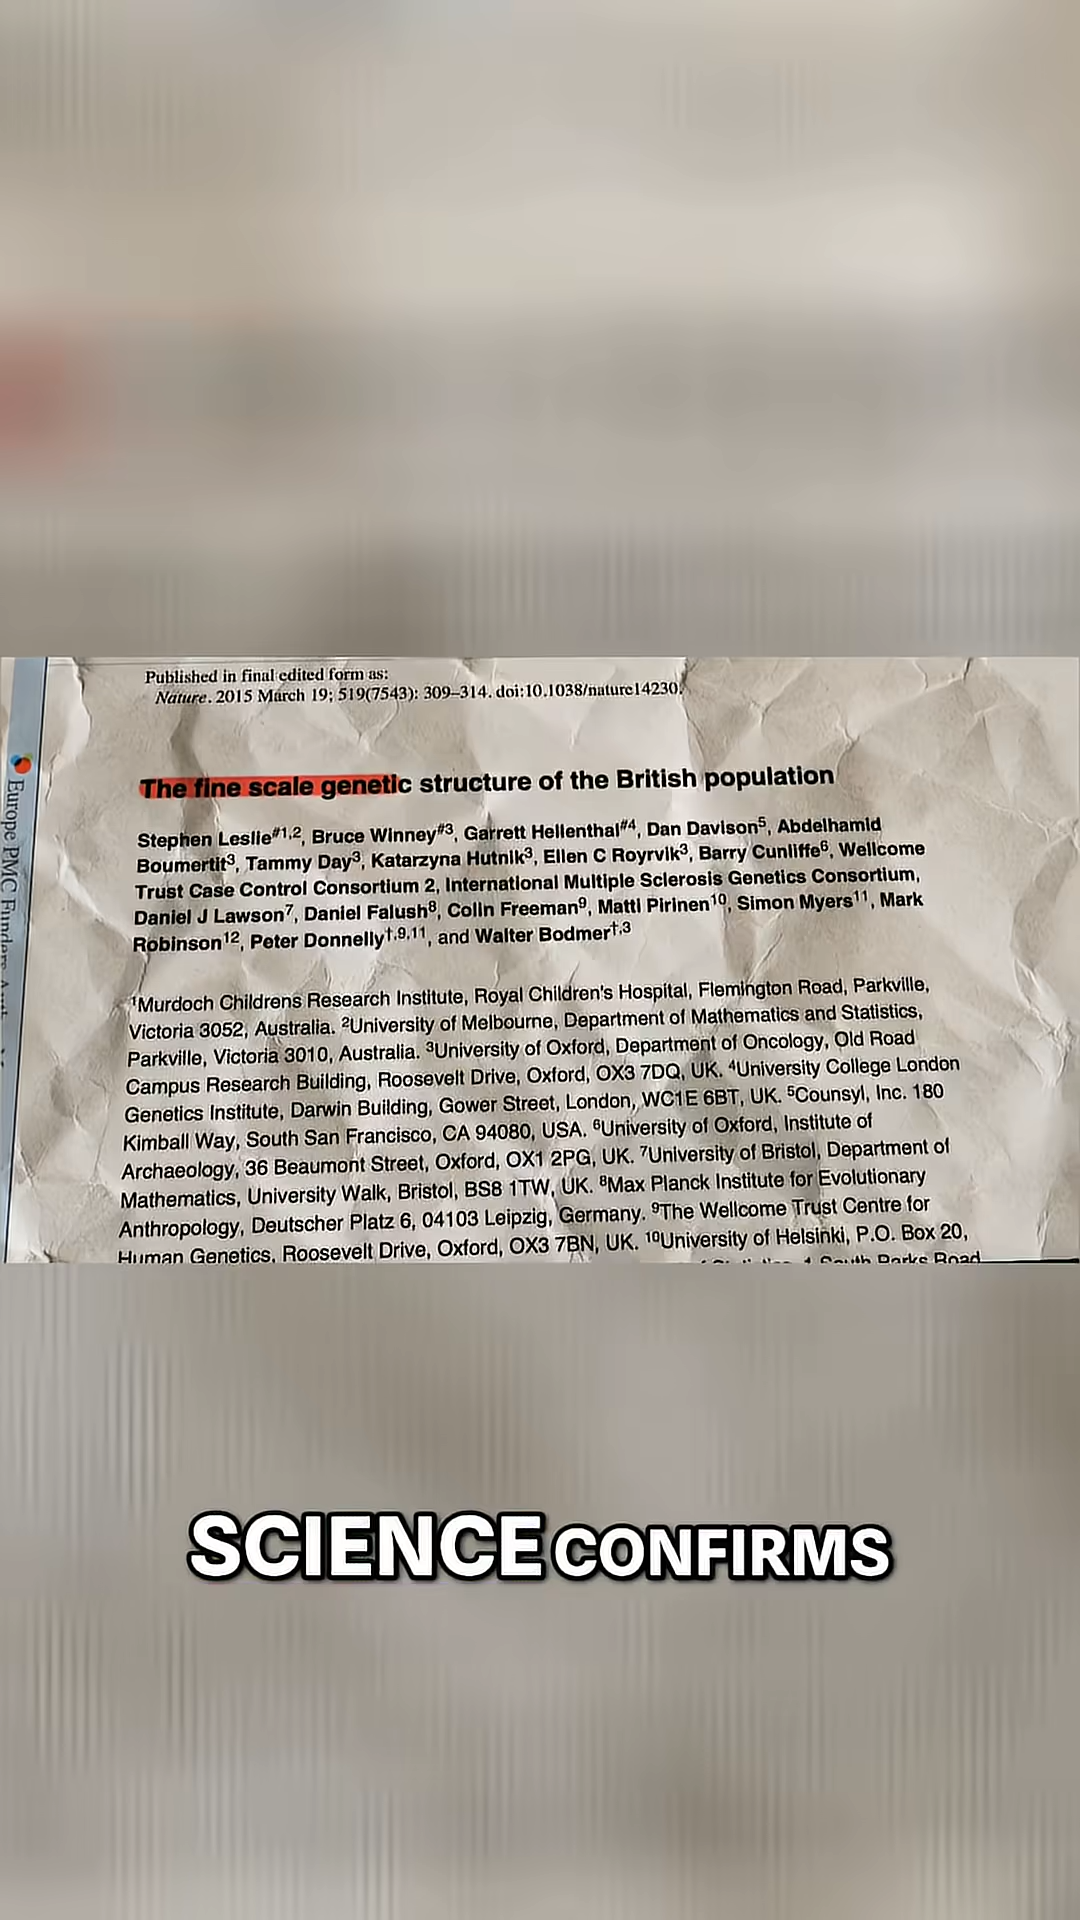 Published in final edited form as:
Nature. 2015 March 19; 519(7543): 309–314. doi:10.1038/nature14230.
Europe PMC Funders
The fine scale genetic structure of the British population
Stephen Leslie#1,2, Bruce Winney#3, Garrett Hellenthal#4, Dan Davison5, Abdelhamid
Boumertit3, Tammy Day3, Katarzyna Hutnik3, Ellen C Royrvik3, Barry Cunliffe6, Wellcome
Trust Case Control Consortium 2, International Multiple Sclerosis Genetics Consortium,
Daniel J Lawson7, Daniel Falush8, Colin Freeman9, Matti Pirinen10, Simon Myers11, Mark
Robinson12, Peter Donnelly†,9,11, and Walter Bodmer†,3
1Murdoch Childrens Research Institute, Royal Children's Hospital, Flemington Road, Parkville,
Victoria 3052, Australia. 2University of Melbourne, Department of Mathematics and Statistics,
Parkville, Victoria 3010, Australia. 3University of Oxford, Department of Oncology, Old Road
Campus Research Building, Roosevelt Drive, Oxford, OX3 7DQ, UK. 4University College London
Genetics Institute, Darwin Building, Gower Street, London, WC1E 6BT, UK. 5Counsyl, Inc. 180
Kimball Way, South San Francisco, CA 94080, USA. 6University of Oxford, Institute of
Archaeology, 36 Beaumont Street, Oxford, OX1 2PG, UK. 7University of Bristol, Department of
Mathematics, University Walk, Bristol, BS8 1TW, UK. 8Max Planck Institute for Evolutionary
Anthropology, Deutscher Platz 6, 04103 Leipzig, Germany. 9The Wellcome Trust Centre for
Human Genetics, Roosevelt Drive, Oxford, OX3 7BN, UK. 10University of Helsinki, P.O. Box 20,
South Parks Road
SCIENCE CONFIRMS